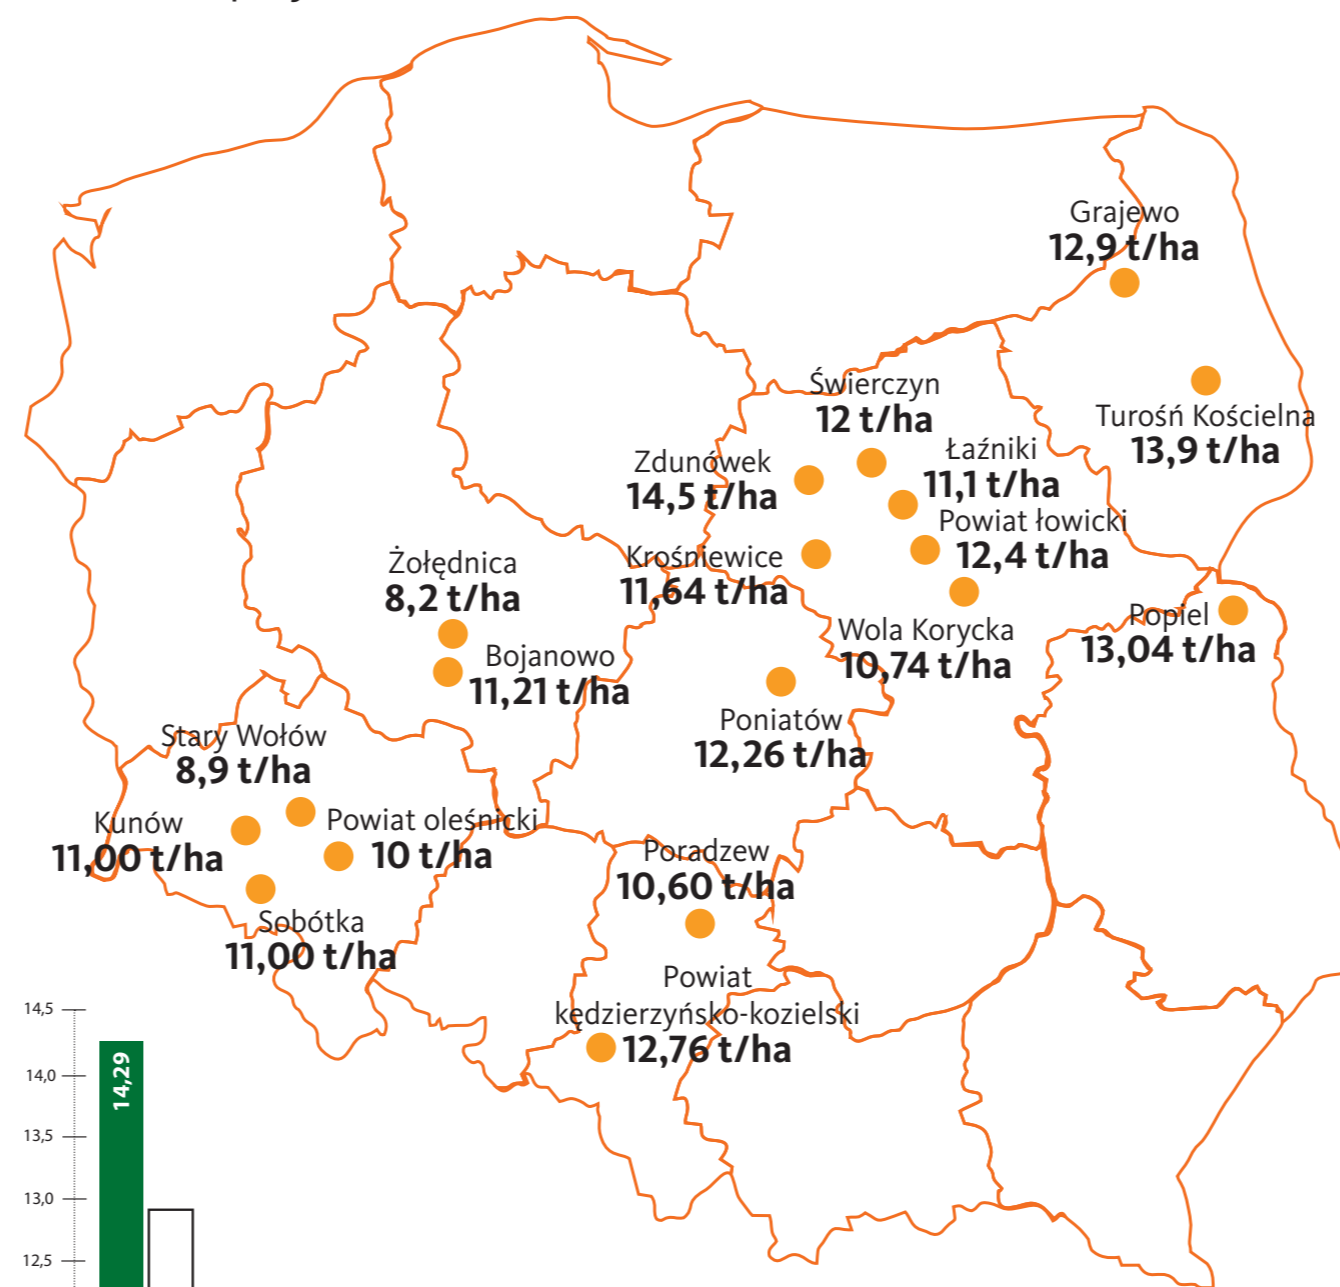 Grajewo
12,9 t/ha
Świerczyn
12 t/ha
Turośń Kościelna
13,9 t/ha
Zdunówek
14,5 t/ha
Łaźniki
11,1 t/ha
Powiat łowicki
12,4 t/ha
Krośniewice
11,64 t/ha
Żołędnica
8,2 t/ha
Popiel
13,04 t/ha
Wola Korycka
10,74 t/ha
Bojanowo
11,21 t/ha
Poniatów
12,26 t/ha
Stary Wołów
8,9 t/ha
Kunów
11,00 t/ha
Powiat oleśnicki
10 t/ha
Poradzew
10,60 t/ha
Sobótka
11,00 t/ha
Powiat
kędzierzyńsko-kozielski
12,76 t/ha
14,5
14,0
13,5
13,0
12,5
14,29